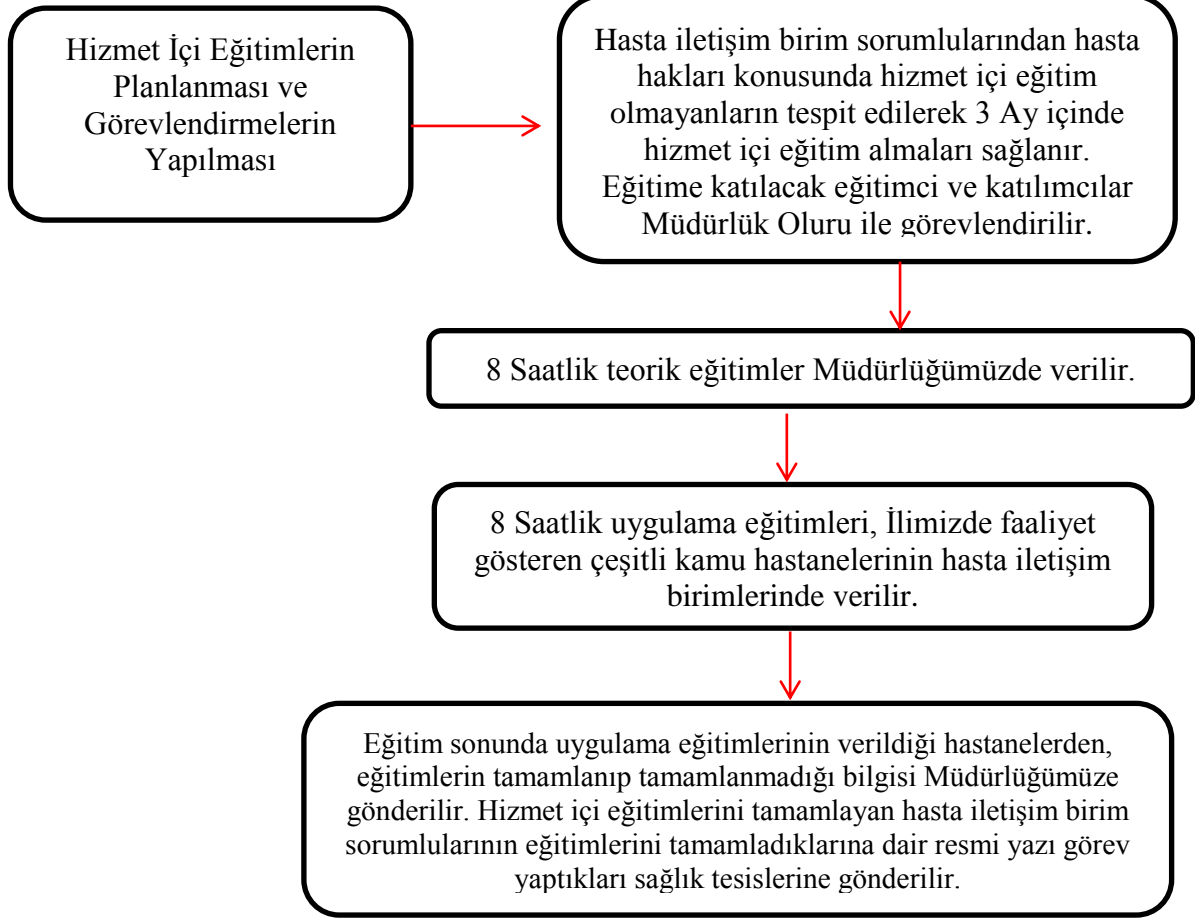 Hizmet İçi Eğitimlerin
Planlanması ve
Görevlendirmelerin
Yapılması
Hasta iletişim birim sorumlularından hasta
hakları konusunda hizmet içi eğitim
olmayanların tespit edilerek 3 Ay içinde
hizmet içi eğitim almaları sağlanır.
Eğitime katılacak eğitimci ve katılımcılar
Müdürlük Oluru ile görevlendirilir.
8 Saatlik teorik eğitimler Müdürlüğümüzde verilir.
8 Saatlik uygulama eğitimleri, İlimizde faaliyet
gösteren çeşitli kamu hastanelerinin hasta iletişim
birimlerinde verilir.
Eğitim sonunda uygulama eğitimlerinin verildiği hastanelerden,
eğitimlerin tamamlanıp tamamlanmadığı bilgisi Müdürlüğümüze
gönderilir. Hizmet içi eğitimlerini tamamlayan hasta iletişim birim
sorumlularının eğitimlerini tamamladıklarına dair resmi yazı görev
yaptıkları sağlık tesislerine gönderilir.